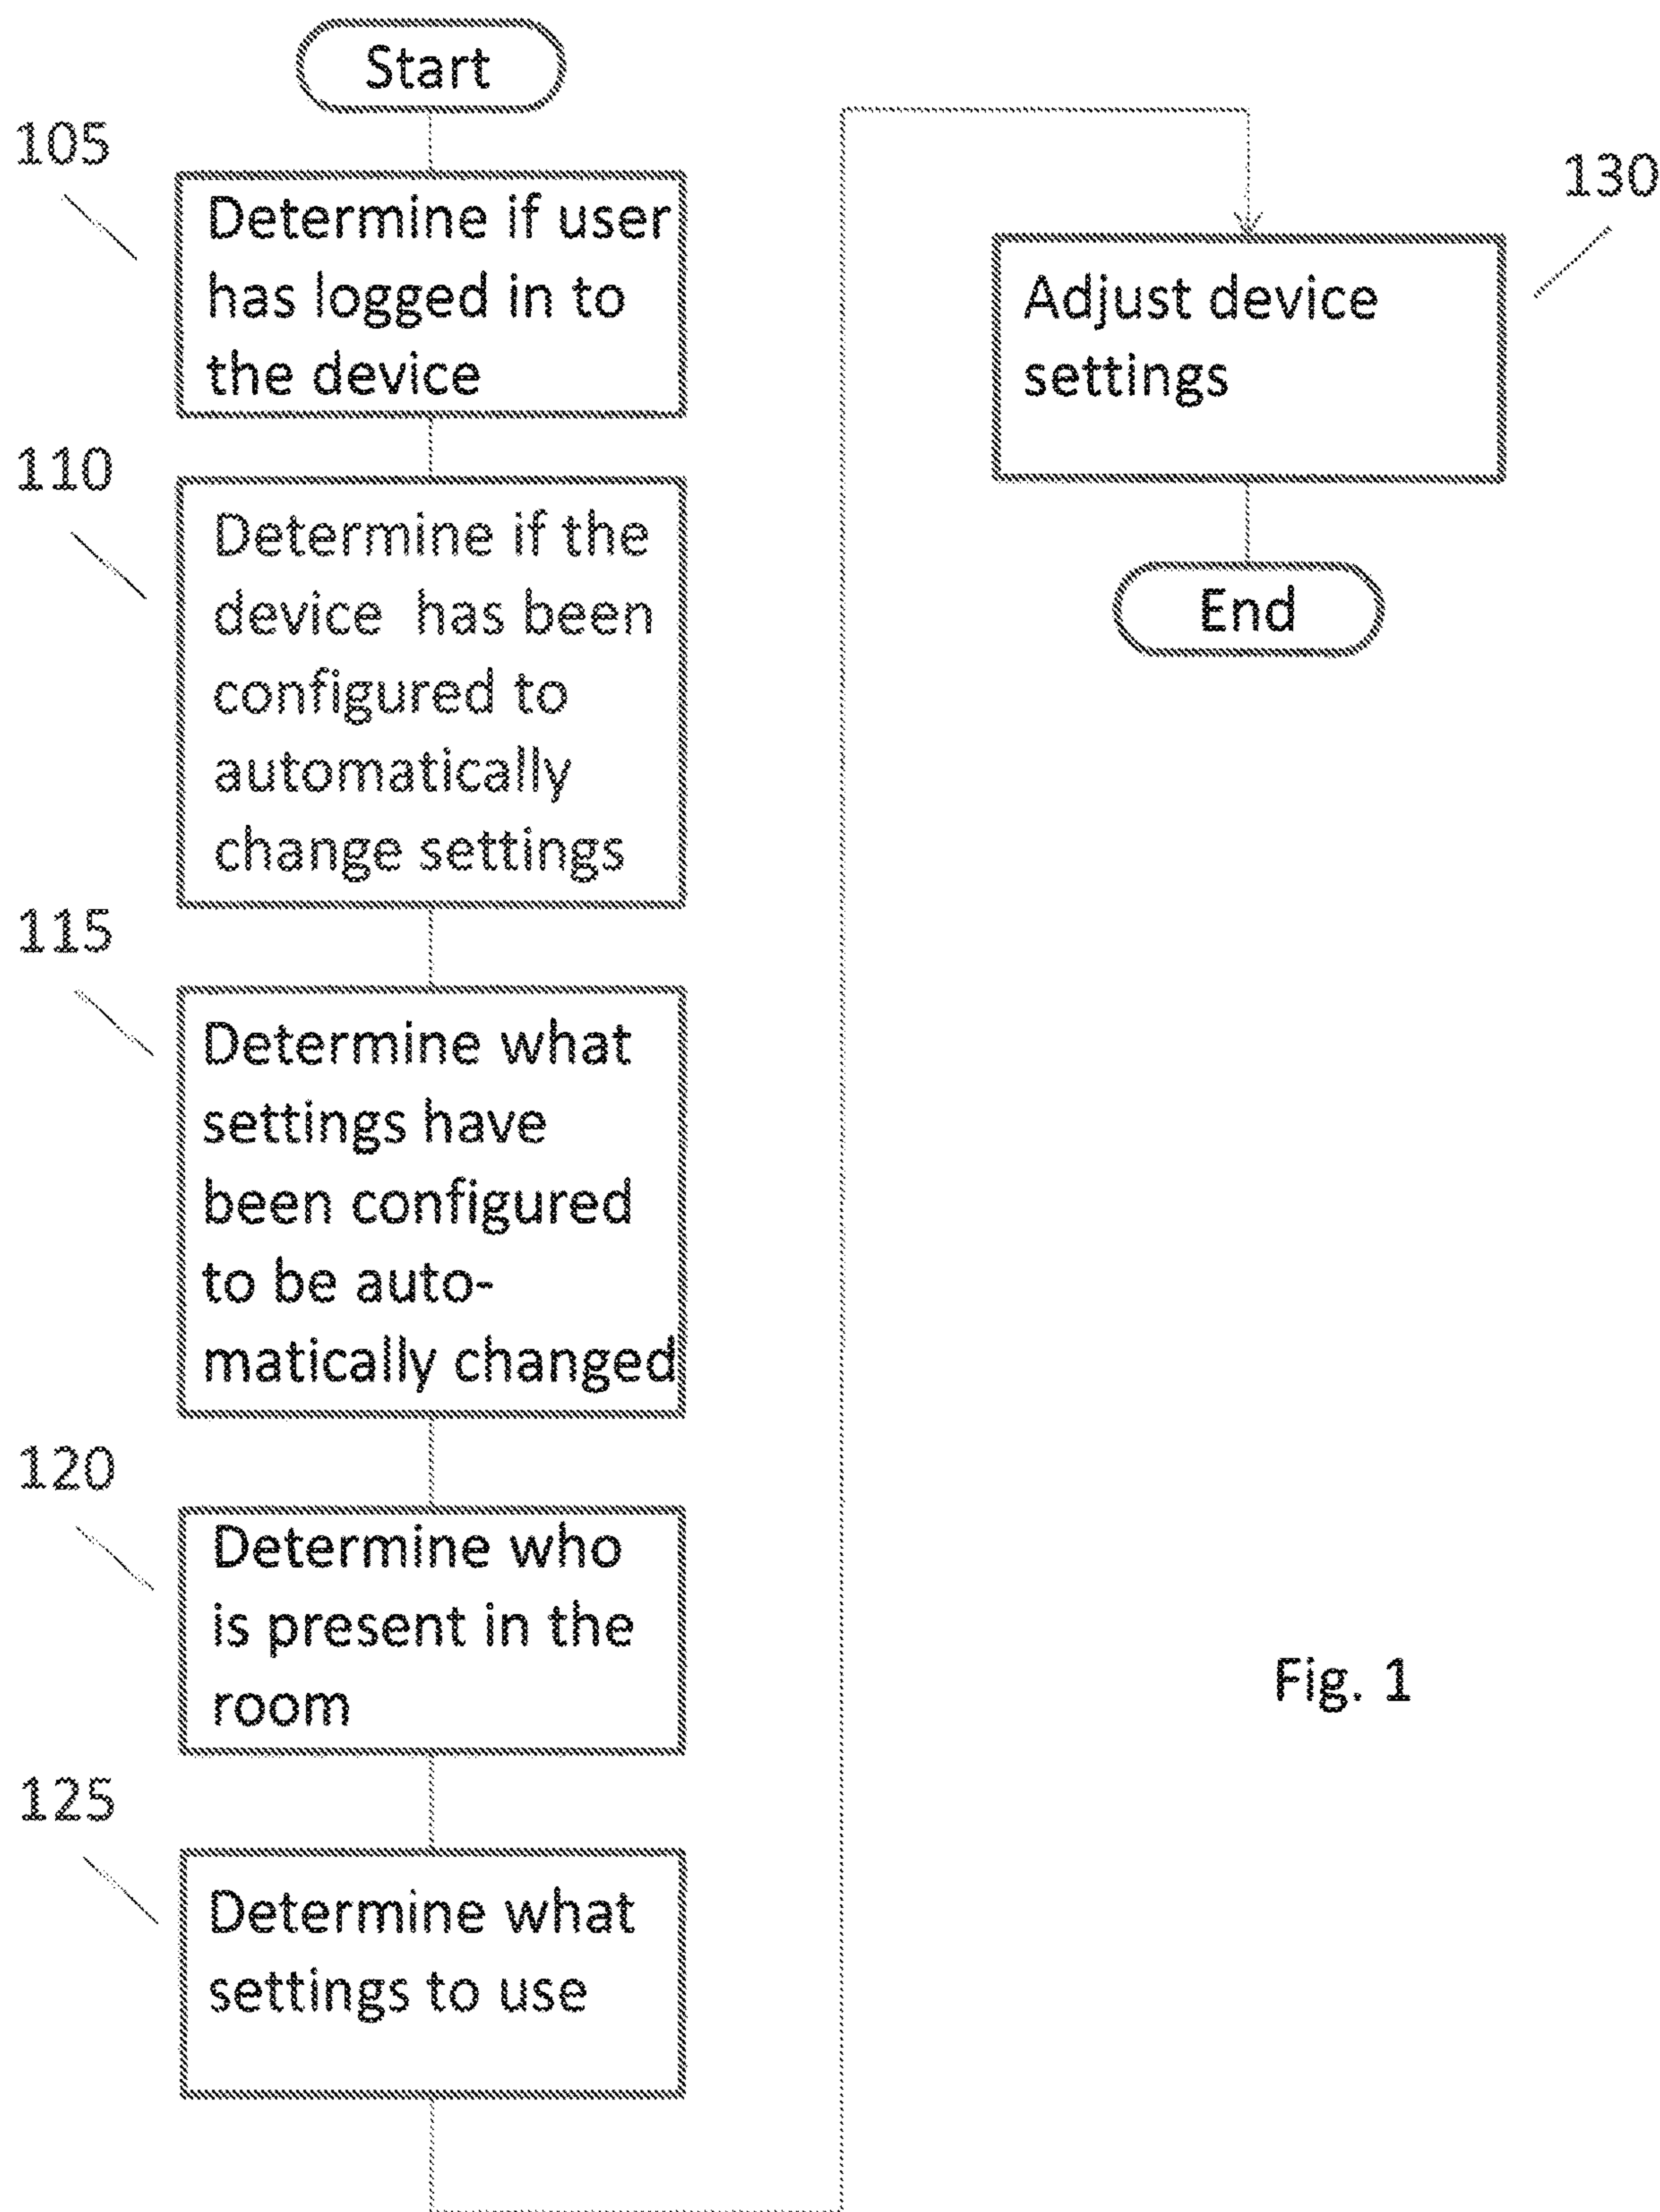 Start
105
Determine if user
has logged in to
the device
110
Determine if the
device  has been
configured to
automatically
change settings
115
Determine what
settings have
been configured
to be auto-
matically changed
120
Determine who
is present in the
room
125
Determine what
settings to use
130
Adjust device
settings
End
Fig. 1